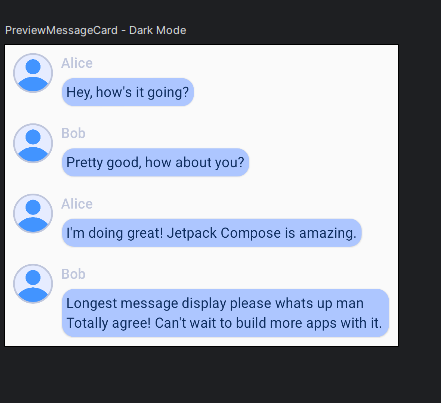 PreviewMessageCard - Dark Mode
Alice
Hey, how's it going?
Bob
Pretty good, how about you?
Alice
I'm doing great! Jetpack Compose is amazing.
Bob
Longest message display please whats up man
Totally agree! Can't wait to build more apps with it.